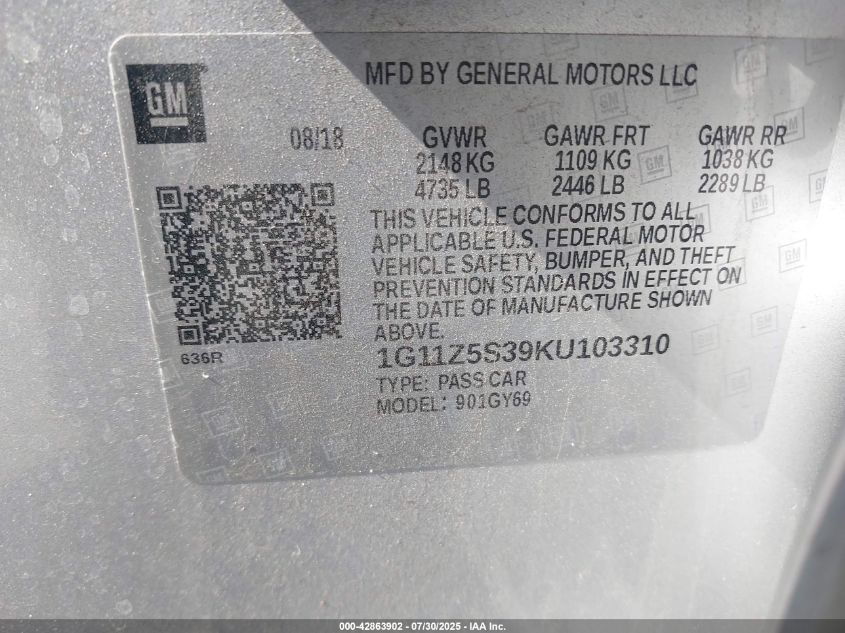 GM
MFD BY GENERAL MOTORS LLC
08/18
GVWR GAWR FRT GAWR RR
2148 KG 1109 KG 1038 KG
4735 LB 2446 LB 2289 LB
THIS VEHICLE CONFORMS TO ALL
APPLICABLE U.S. FEDERAL MOTOR
VEHICLE SAFETY, BUMPER, AND THEFT
PREVENTION STANDARDS IN EFFECT ON
THE DATE OF MANUFACTURE SHOWN
ABOVE.
636R
1G11Z5S39KU103310
TYPE: PASS CAR
MODEL: 901GY69
000-42863902 - 07/30/2025 - IAA Inc.